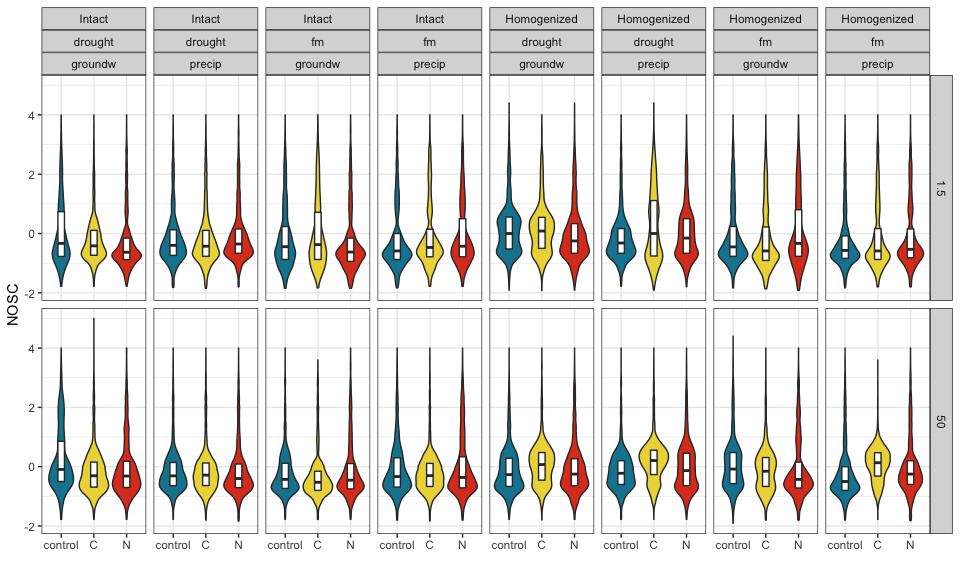 Intact Intact Intact Intact Homogenized Homogenized Homogenized Homogenized
drought drought fm fm drought drought fm fm
groundw precip groundw precip groundw precip groundw precip
4
2
0
-2
1.5
NOSC
4
2
0
-2
50
control C N control C N control C N control C N control C N control C N control C N control C N